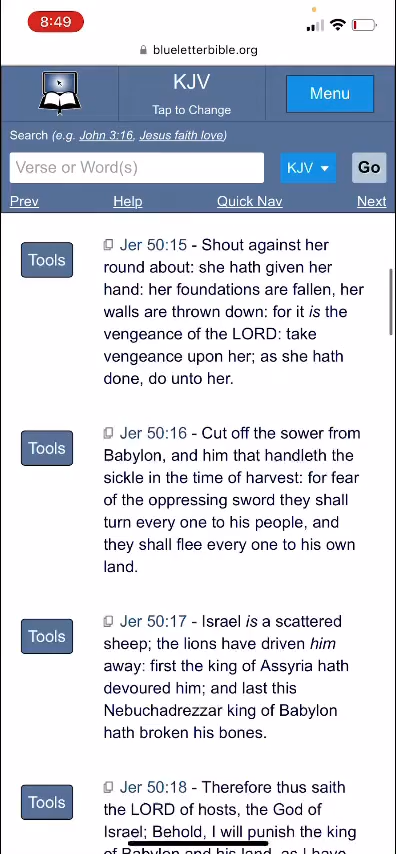 8:49
blueletterbible.org
KJV
Tap to Change
Menu
Search (e.g. John 3:16, Jesus faith love)
Verse or Word(s)
KJV
Go
Prev
Help
Quick Nav
Next
Tools
Jer 50:15 - Shout against her
round about: she hath given her
hand: her foundations are fallen, her
walls are thrown down: for it is the
vengeance of the LORD: take
vengeance upon her; as she hath
done, do unto her.
Tools
Jer 50:16 - Cut off the sower from
Babylon, and him that handleth the
sickle in the time of harvest: for fear
of the oppressing sword they shall
turn every one to his people, and
they shall flee every one to his own
land.
Tools
Jer 50:17 - Israel is a scattered
sheep; the lions have driven him
away: first the king of Assyria hath
devoured him; and last this
Nebuchadrezzar king of Babylon
hath broken his bones.
Tools
Jer 50:18 - Therefore thus saith
the LORD of hosts, the God of
Israel; Behold, I will punish the king
of Babylon and his land, as I have